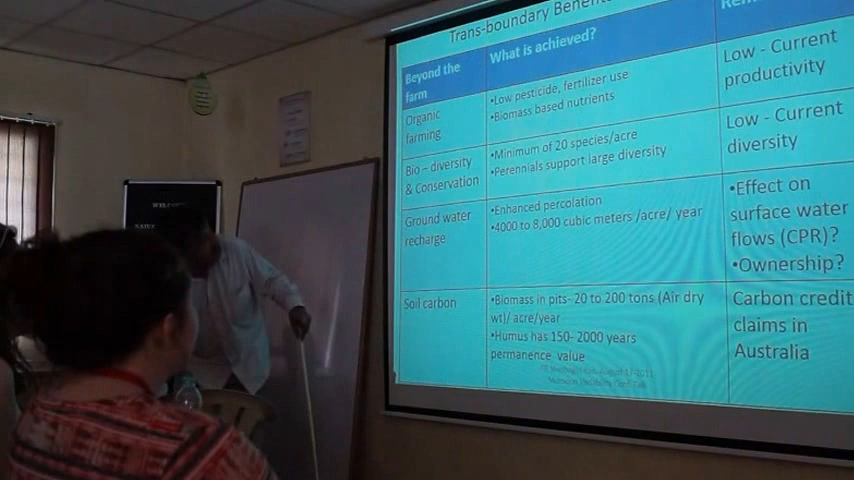 Trans-boundary Benefits
Beyond the
farm
What is achieved?
Organic
farming
•Low pesticide, fertilizer use
•Biomass based nutrients
Low - Current
productivity
Bio – diversity
& Conservation
•Minimum of 20 species/acre
•Perennials support large diversity
Low - Current
diversity
Ground water
recharge
•Enhanced percolation
•4000 to 8,000 cubic meters /acre/ year
•Effect on
surface water
flows (CPR)?
•Ownership?
Soil carbon
•Biomass in pits- 20 to 200 tons (Air dry
wt)/ acre/year
•Humus has 150- 2000 years
permanence value
Carbon credit
claims in
Australia